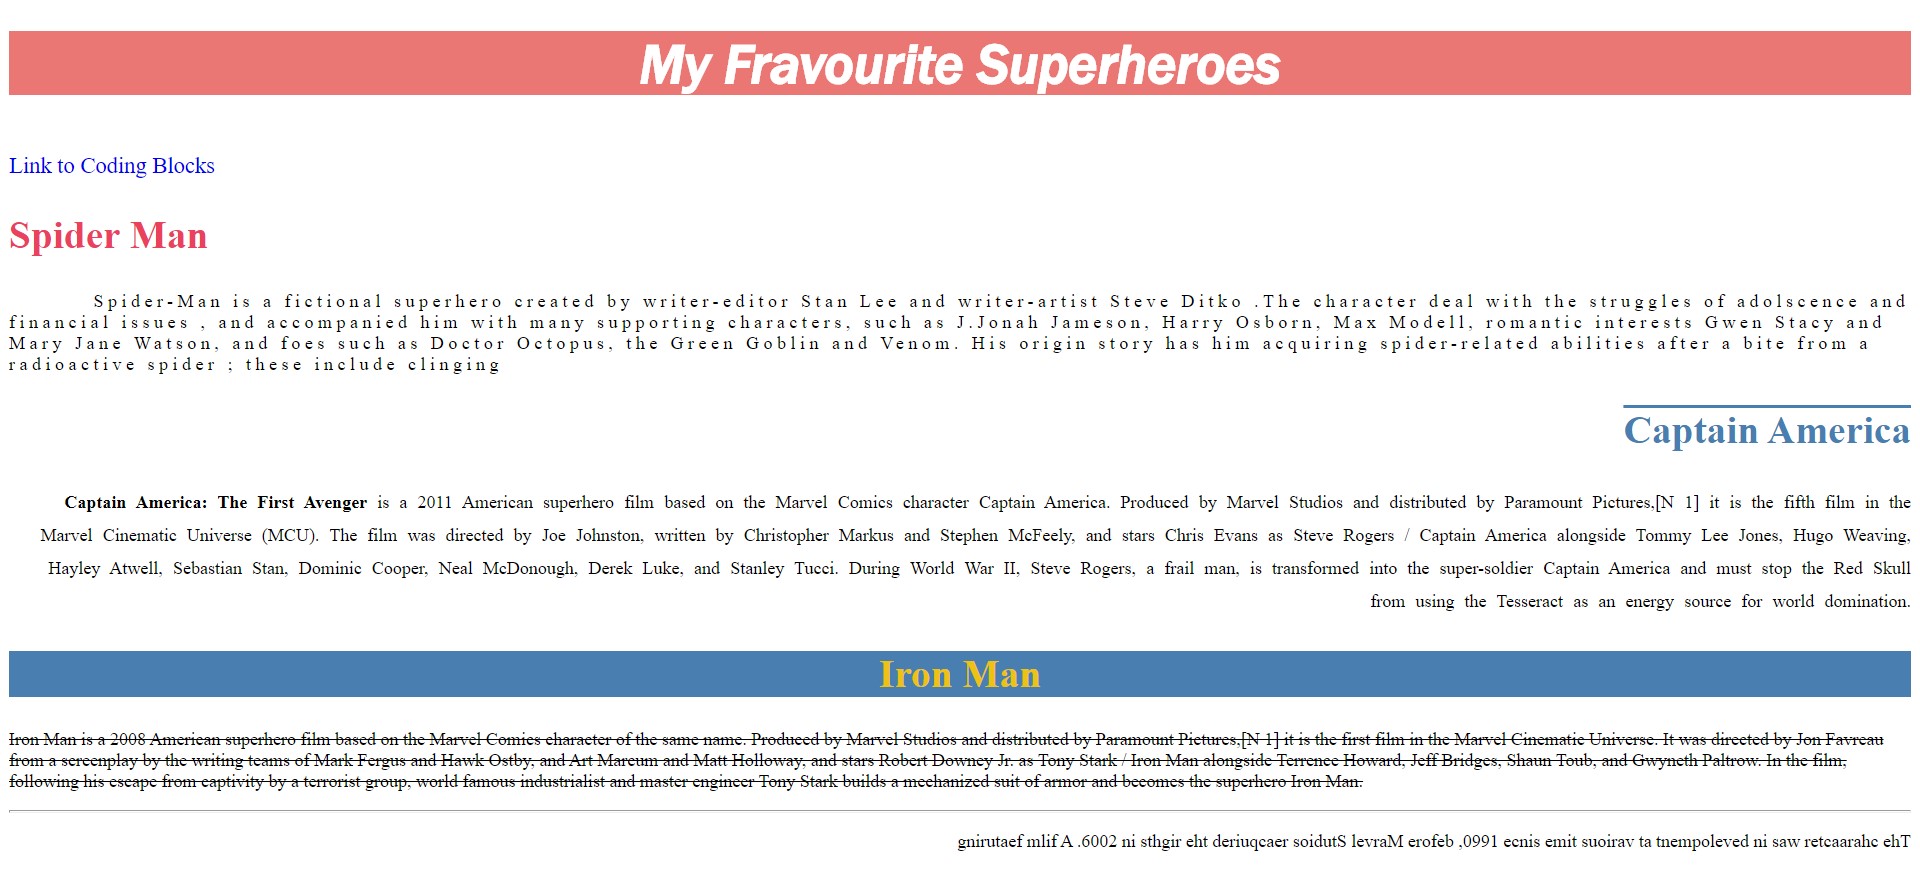 My Fravourite Superheroes
Link to Coding Blocks
Spider Man
Spider-Man is a fictional superhero created by writer-editor Stan Lee and writer-artist Steve Ditko .The character deal with the struggles of adolscence and
financial issues , and accompanied him with many supporting characters, such as J.Jonah Jameson, Harry Osborn, Max Modell, romantic interests Gwen Stacy and
Mary Jane Watson, and foes such as Doctor Octopus, the Green Goblin and Venom. His origin story has him acquiring spider-related abilities after a bite from a
radioactive spider ; these include clinging
Captain America
Captain America: The First Avenger is a 2011 American superhero film based on the Marvel Comics character Captain America. Produced by Marvel Studios and distributed by Paramount Pictures,[N 1] it is the fifth film in the
Marvel Cinematic Universe (MCU). The film was directed by Joe Johnston, written by Christopher Markus and Stephen McFeely, and stars Chris Evans as Steve Rogers / Captain America alongside Tommy Lee Jones, Hugo Weaving,
Hayley Atwell, Sebastian Stan, Dominic Cooper, Neal McDonough, Derek Luke, and Stanley Tucci. During World War II, Steve Rogers, a frail man, is transformed into the super-soldier Captain America and must stop the Red Skull
from using the Tesseract as an energy source for world domination.
Iron Man
Iron Man is a 2008 American superhero film based on the Marvel Comics character of the same name. Produced by Marvel Studios and distributed by Paramount Pictures,[N 1] it is the first film in the Marvel Cinematic Universe. It was directed by Jon Favreau
from a screenplay by the writing teams of Mark Fergus and Hawk Ostby, and Art Marcum and Matt Holloway, and stars Robert Downey Jr. as Tony Stark / Iron Man alongside Terrence Howard, Jeff Bridges, Shaun Toub, and Gwyneth Paltrow. In the film,
following his escape from captivity by a terrorist group, world famous industrialist and master engineer Tony Stark builds a mechanized suit of armor and becomes the superhero Iron Man.
gnirutaef mlif A .6002 ni sthgir eht deriuqcaer soidutS levraM erofeb ,0991 ecnis emit suoirav ta tnempoleved ni saw retcaarahc ehT